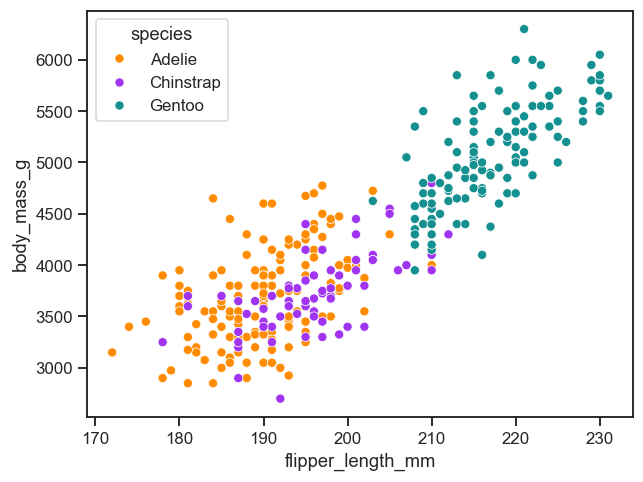 species
Adelie
Chinstrap
Gentoo
6000
5500
5000
4500
4000
3500
3000
body_mass_g
170 180 190 200 210 220 230
flipper_length_mm